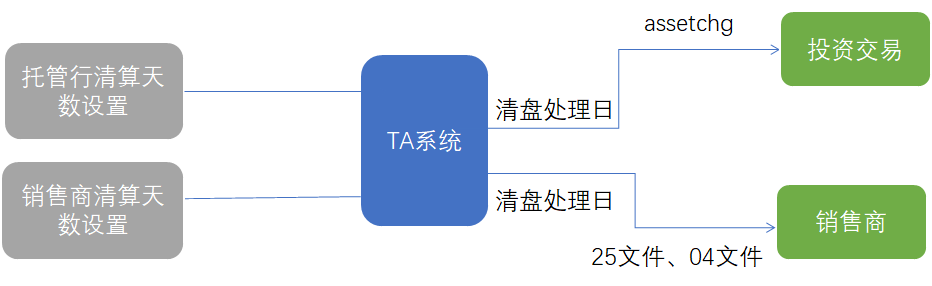 assetchg
投资交易
托管行清算天
数设置
清盘处理日
TA系统
销售商清算天
数设置
清盘处理日
销售商
25文件、04文件